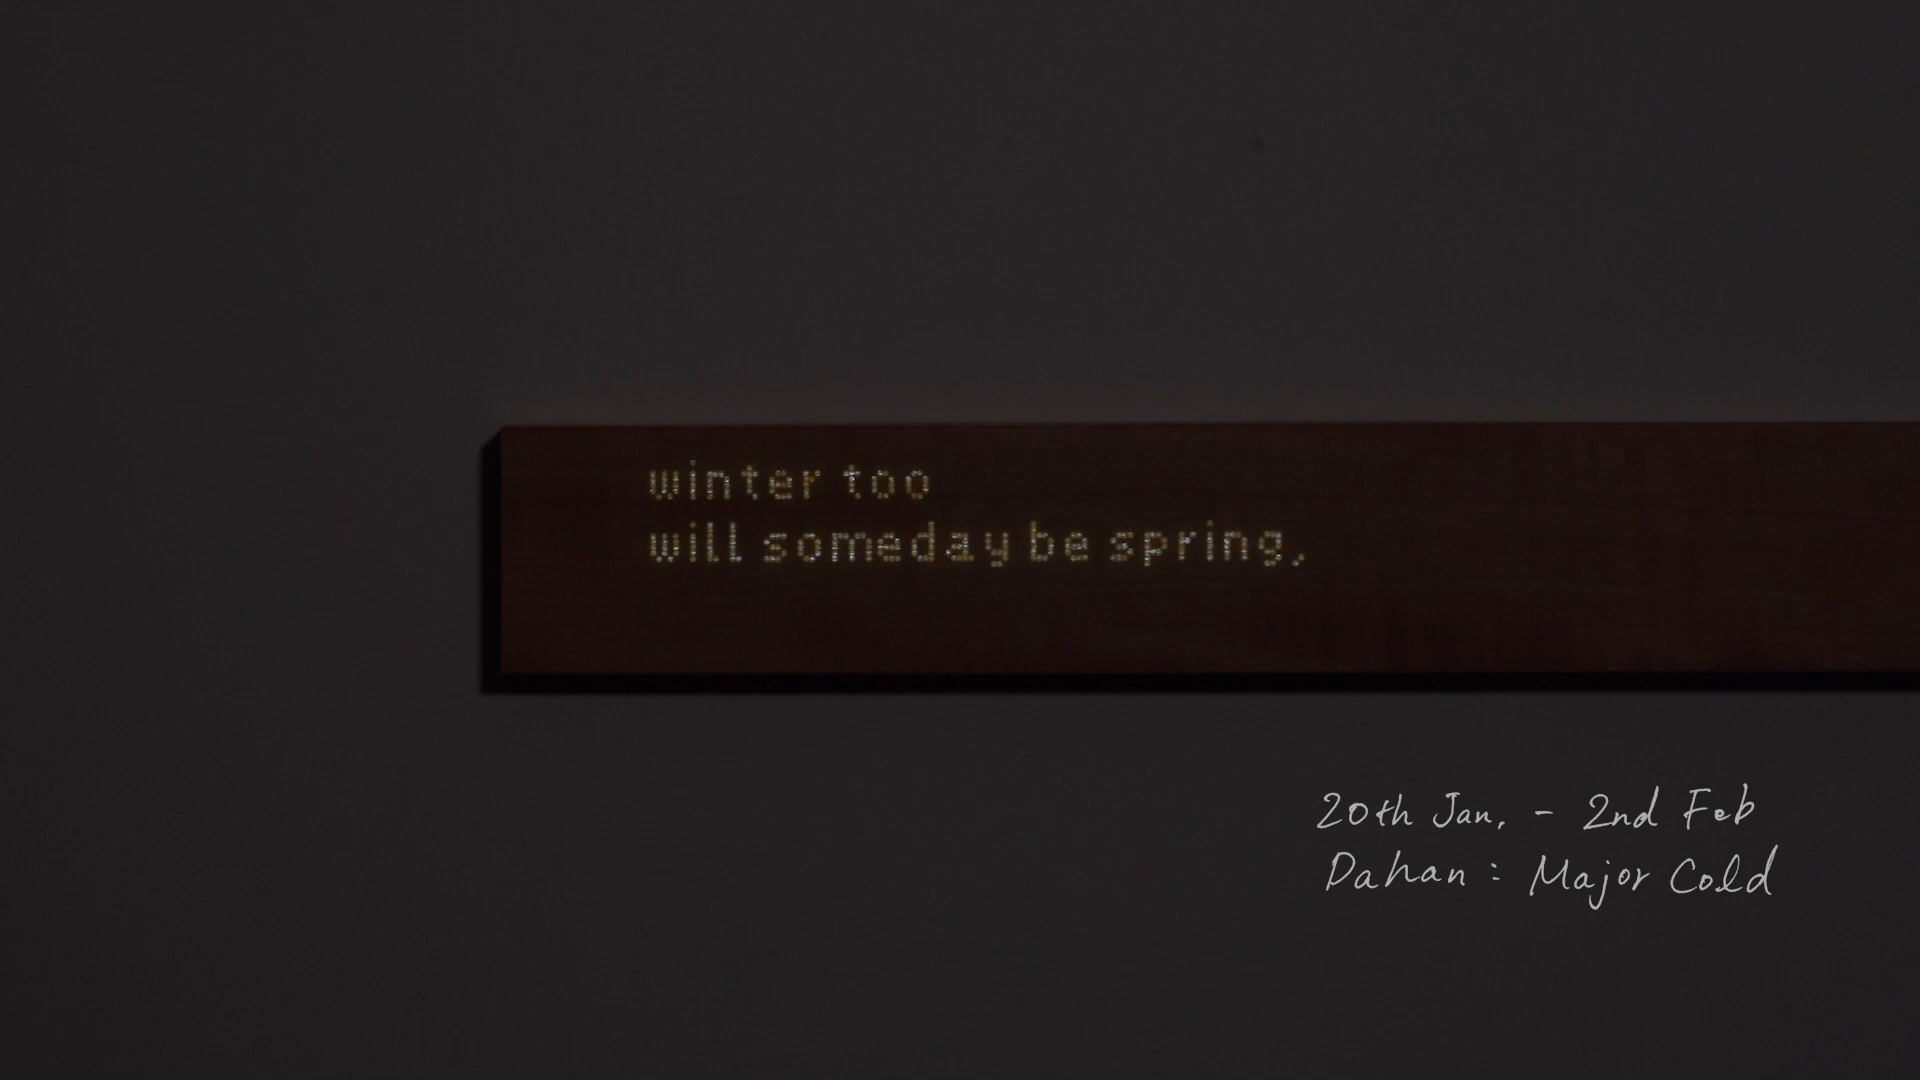 winter too
will someday be spring,
20th Jan. - 2nd Feb
Dahan : Major Cold